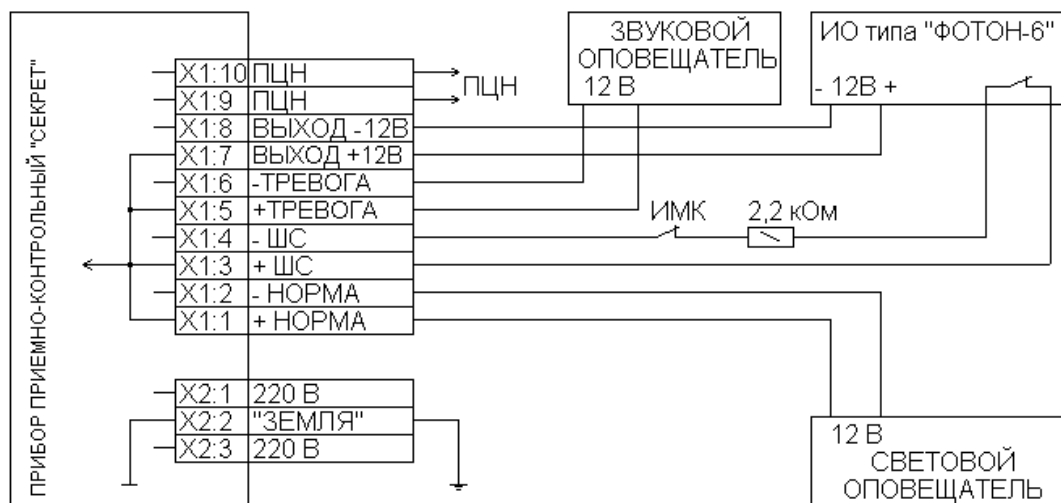 ПРИБОР ПРИЕМНО-КОНТРОЛЬНЫЙ "СЕКРЕТ"
X1:10 ПЦН
X1:9 ПЦН
ПЦН
X1:8 ВЫХОД -12В
X1:7 ВЫХОД +12В
X1:6 -ТРЕВОГА
X1:5 +ТРЕВОГА
X1:4 - ШС
X1:3 + ШС
X1:2 - НОРМА
X1:1 + НОРМА
X2:1 220 В
X2:2 "ЗЕМЛЯ"
X2:3 220 В
ЗВУКОВОЙ
ОПОВЕЩАТЕЛЬ
12 В
ИО типа "ФОТОН-6"
- 12В +
ИМК
2,2 кОм
12 В
СВЕТОВОЙ
ОПОВЕЩАТЕЛЬ